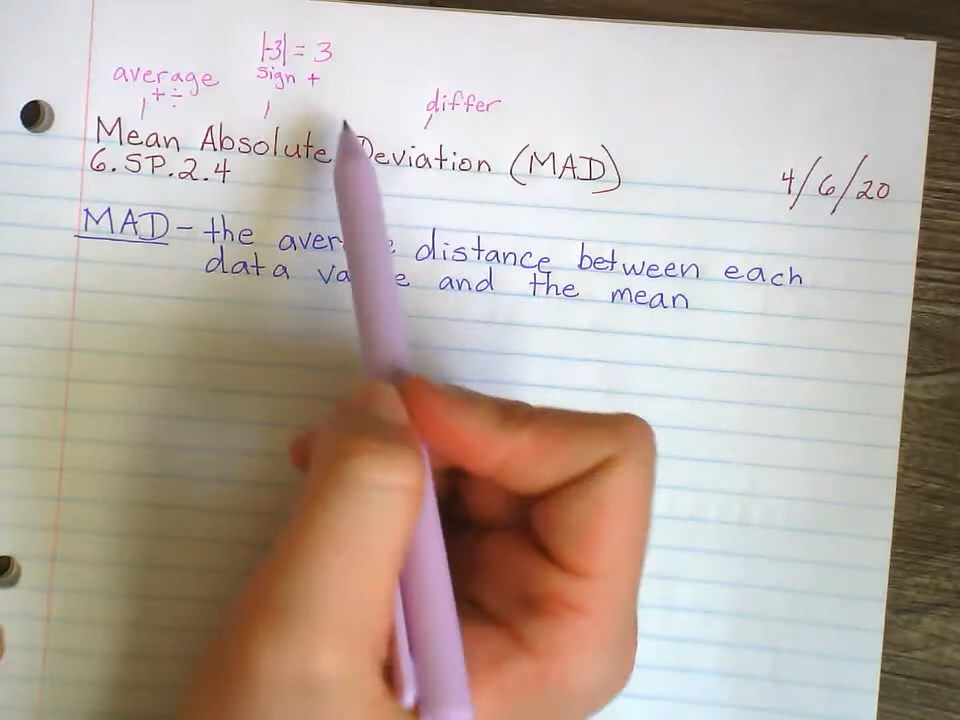 |-3| = 3
average
sign +
+ ÷
differ
Mean Absolute Deviation (MAD)
6.SP.2.4
4/6/20
MAD - the distance between each
data and the mean